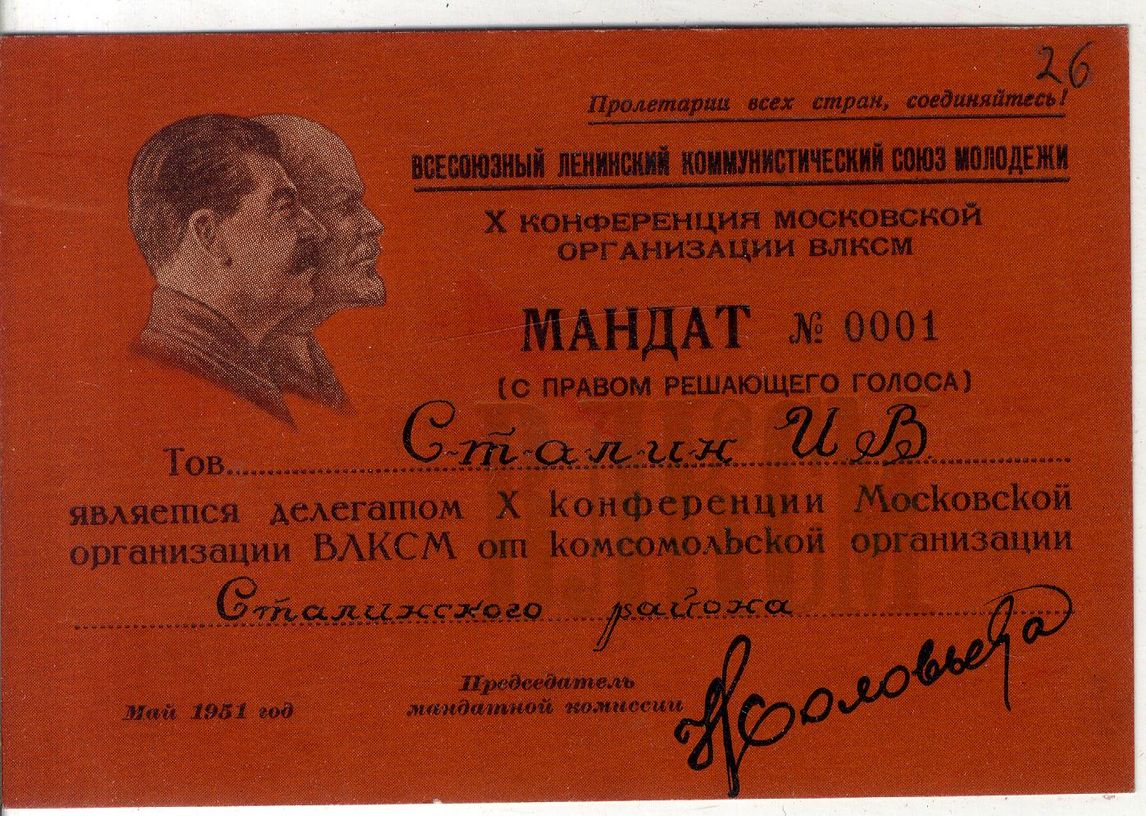 26
Пролетарии всех стран, соединяйтесь!
ВСЕСОЮЗНЫЙ ЛЕНИНСКИЙ КОММУНИСТИЧЕСКИЙ СОЮЗ МОЛОДЕЖИ
X КОНФЕРЕНЦИЯ МОСКОВСКОЙ
ОРГАНИЗАЦИИ ВЛКСМ
МАНДАТ № 0001
(С ПРАВОМ РЕШАЮЩЕГО ГОЛОСА)
Тов. Сталин И В.
является делегатом X конференции Московской
организации ВЛКСМ от комсомольской организации
Сталинского района
Председатель
мандатной комиссии
Май 1951 год
Соловьева